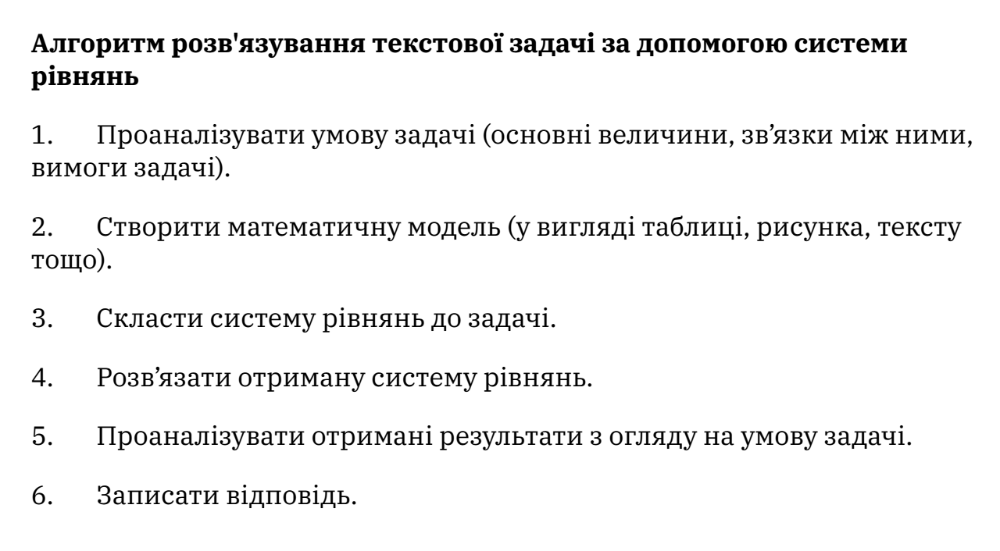 Алгоритм розв'язування текстової задачі за допомогою системи
рівнянь
1. Проаналізувати умову задачі (основні величини, зв’язки між ними,
вимоги задачі).
2. Створити математичну модель (у вигляді таблиці, рисунка, тексту
тощо).
3. Скласти систему рівнянь до задачі.
4. Розв’язати отриману систему рівнянь.
5. Проаналізувати отримані результати з огляду на умову задачі.
6. Записати відповідь.